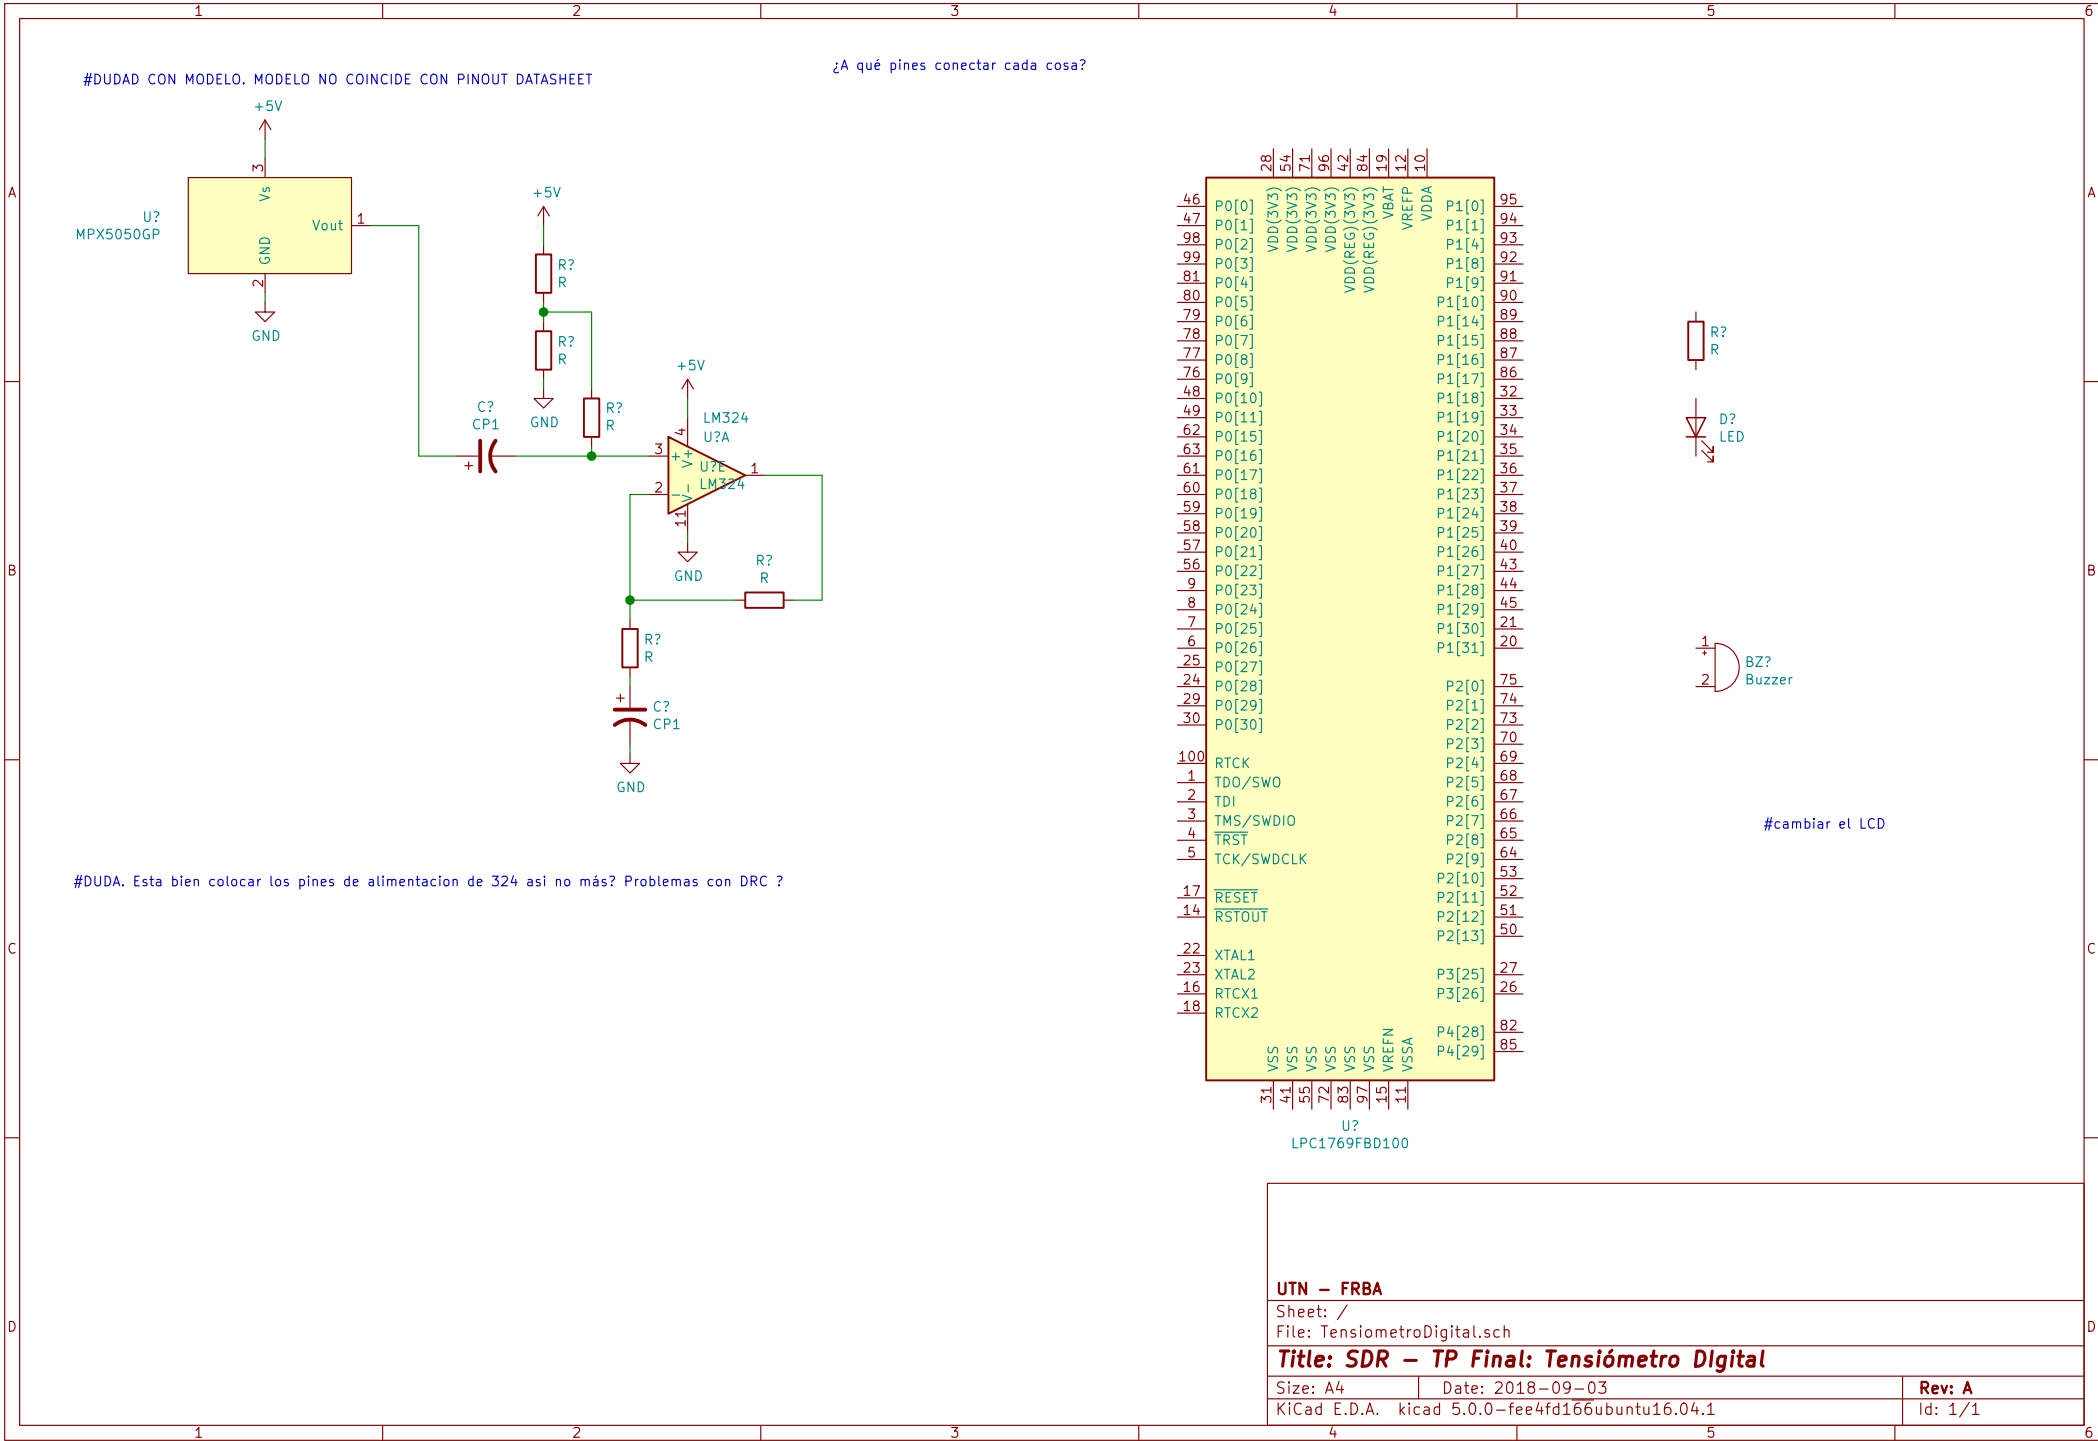 1 2 3 4 5 6
#DUDAD CON MODELO. MODELO NO COINCIDE CON PINOUT DATASHEET
¿A qué pines conectar cada cosa?
A
A
+5V
3
Vs
U?
MPX5050GP
Vout
1
GND
2
GND
+5V
R?
R
R?
R
GND
R?
R
C?
CP1
+
+5V
LM324
U?A
4
V+
3
+
U?E
LM324
1
2
−
V−
11
GND
R?
R
R?
R
+
C?
CP1
GND
#DUDA. Esta bien colocar los pines de alimentacion de 324 asi no más? Problemas con DRC ?
28 54 71 96 42 84 19 12 10
VDD(3V3) VDD(3V3) VDD(3V3) VDD(3V3) VDD(REG)(3V3) VDD(REG)(3V3) VBAT VREFP VDDA
46 P0[0]
47 P0[1]
98 P0[2]
99 P0[3]
81 P0[4]
80 P0[5]
79 P0[6]
78 P0[7]
77 P0[8]
76 P0[9]
48 P0[10]
49 P0[11]
62 P0[15]
63 P0[16]
61 P0[17]
60 P0[18]
59 P0[19]
58 P0[20]
57 P0[21]
56 P0[22]
9 P0[23]
8 P0[24]
7 P0[25]
6 P0[26]
25 P0[27]
24 P0[28]
29 P0[29]
30 P0[30]
100 RTCK
1 TDO/SWO
2 TDI
3 TMS/SWDIO
4 TRST
5 TCK/SWDCLK
17 RESET
14 RSTOUT
22 XTAL1
23 XTAL2
16 RTCX1
18 RTCX2
P1[0] 95
P1[1] 94
P1[4] 93
P1[8] 92
P1[9] 91
P1[10] 90
P1[14] 89
P1[15] 88
P1[16] 87
P1[17] 86
P1[18] 32
P1[19] 33
P1[20] 34
P1[21] 35
P1[22] 36
P1[23] 37
P1[24] 38
P1[25] 39
P1[26] 40
P1[27] 43
P1[28] 44
P1[29] 45
P1[30] 21
P1[31] 20
P2[0] 75
P2[1] 74
P2[2] 73
P2[3] 70
P2[4] 69
P2[5] 68
P2[6] 67
P2[7] 66
P2[8] 65
P2[9] 64
P2[10] 53
P2[11] 52
P2[12] 51
P2[13] 50
P3[25] 27
P3[26] 26
P4[28] 82
P4[29] 85
VSS VSS VSS VSS VSS VSS VREFN VSSA
31 41 55 72 83 97 15 11
U?
LPC1769FBD100
R?
R
D?
LED
1
+
2
BZ?
Buzzer
#cambiar el LCD
B
B
C
C
D
D
UTN − FRBA
Sheet: /
File: TensiometroDigital.sch
Title: SDR − TP Final: Tensiómetro DIgital
Size: A4 Date: 2018−09−03 Rev: A
KiCad E.D.A. kicad 5.0.0−fee4fd166ubuntu16.04.1 Id: 1/1
1 2 3 4 5 6